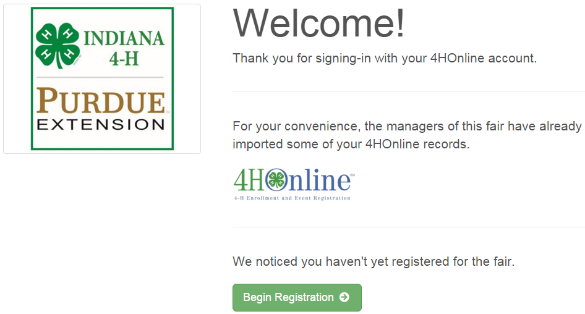 H H H H
INDIANA
4-H
PURDUE
EXTENSION
Welcome!
Thank you for signing-in with your 4HOnline account.
For your convenience, the managers of this fair have already
imported some of your 4HOnline records.
4HOnline
4-H Enrollment and Event Registration
We noticed you haven't yet registered for the fair.
Begin Registration